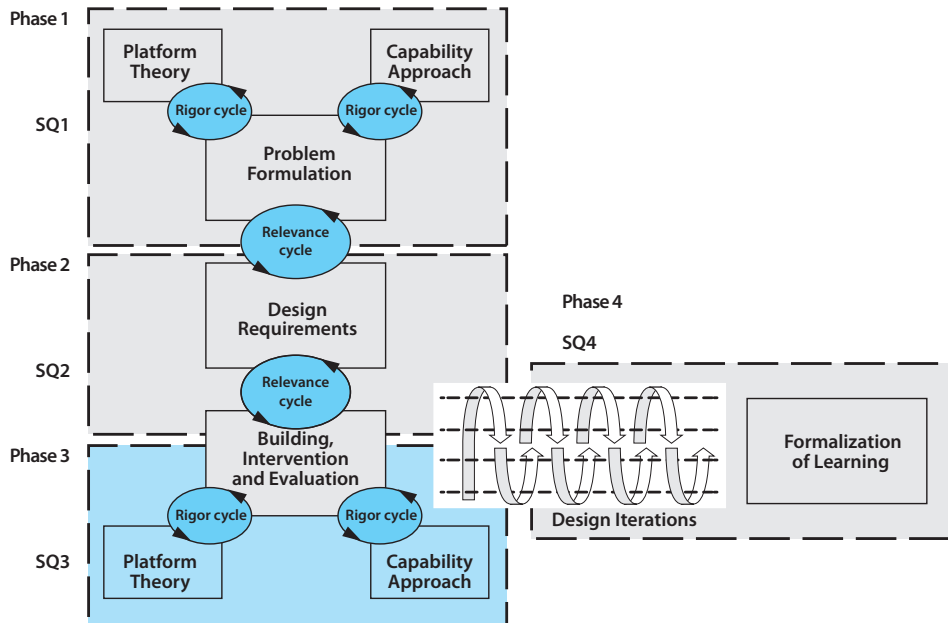 Phase 1
Platform
Theory
Capability
Approach
Rigor cycle
Rigor cycle
SQ1
Problem
Formulation
Relevance
cycle
Phase 2
Design
Requirements
SQ2
Relevance
cycle
Building,
Intervention
and Evaluation
Phase 3
Rigor cycle
Rigor cycle
SQ3
Platform
Theory
Capability
Approach
Phase 4
SQ4
Design Iterations
Formalization
of Learning